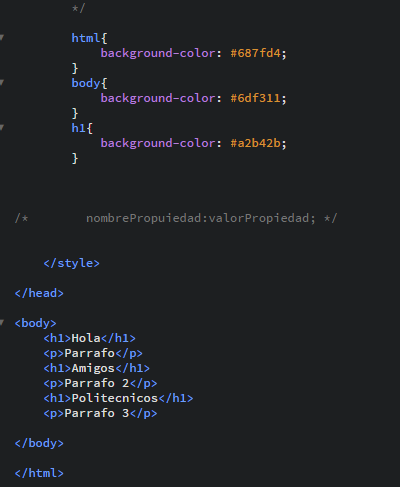 */
html{
background-color: #687fd4;
}
body{
background-color: #6df311;
}
h1{
background-color: #a2b42b;
}
/* nombrePropuiedad:valorPropiedad; */
</style>
</head>
<body>
<h1>Hola</h1>
<p>Parrafo</p>
<h1>Amigos</h1>
<p>Parrafo 2</p>
<h1>Politecnicos</h1>
<p>Parrafo 3</p>
</body>
</html>